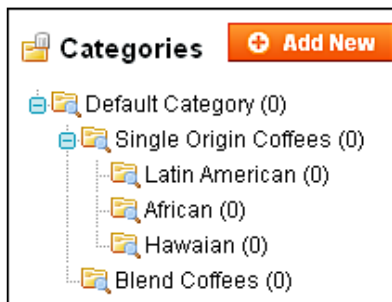 Categories
Add New
Default Category (0)
Single Origin Coffees (0)
Latin American (0)
African (0)
Hawaian (0)
Blend Coffees (0)